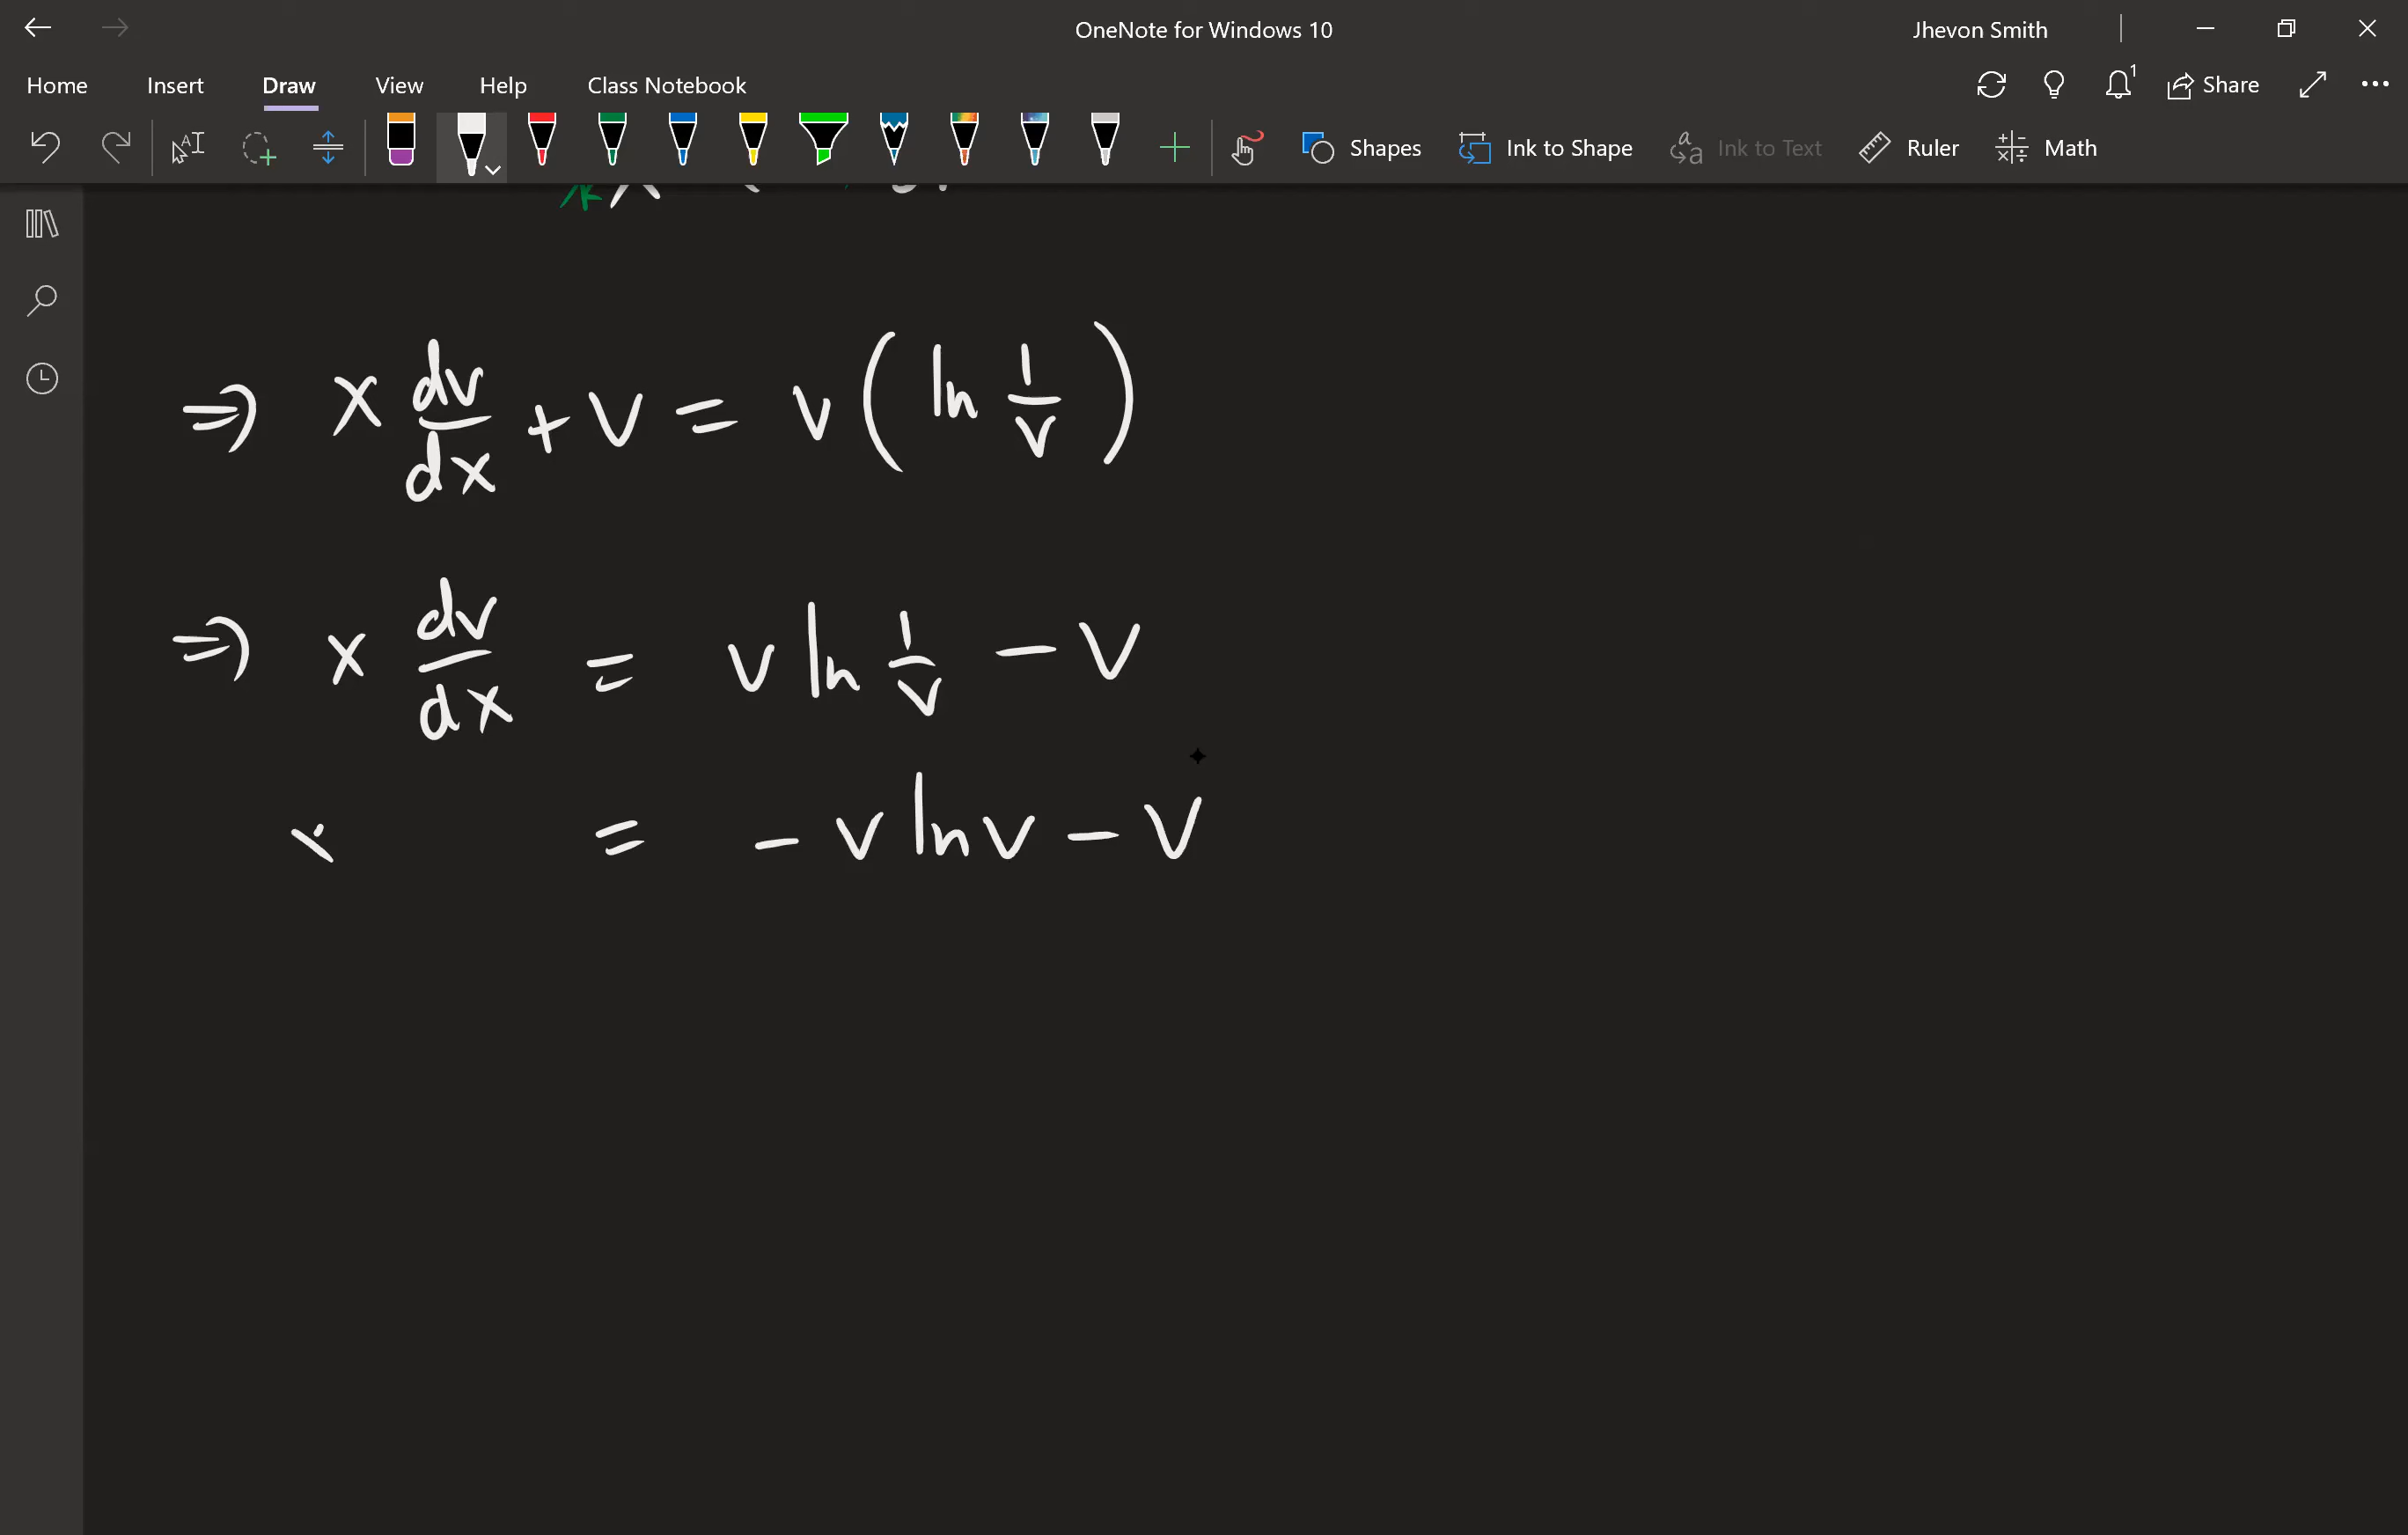 OneNote for Windows 10
Jhevon Smith
Home Insert Draw View Help Class Notebook
1 Share
Shapes Ink to Shape Ink to Text Ruler Math
⇒ x dv/dx + v = v(ln 1/v)
⇒ x dv/dx = v ln 1/v - v
= - v ln v - v